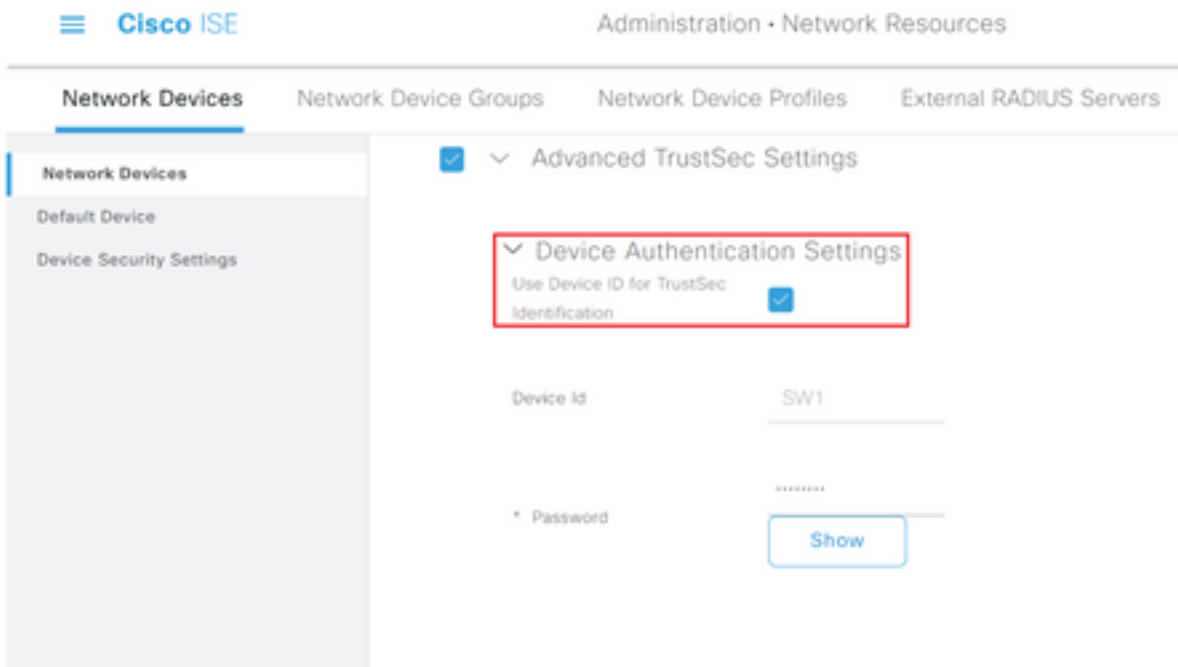 Cisco ISE
Administration • Network Resources
Network Devices
Network Device Groups
Network Device Profiles
External RADIUS Servers
Network Devices
Default Device
Device Security Settings
Advanced TrustSec Settings
Device Authentication Settings
Use Device ID for TrustSec
Identification
Device Id
SW1
* Password
........
Show